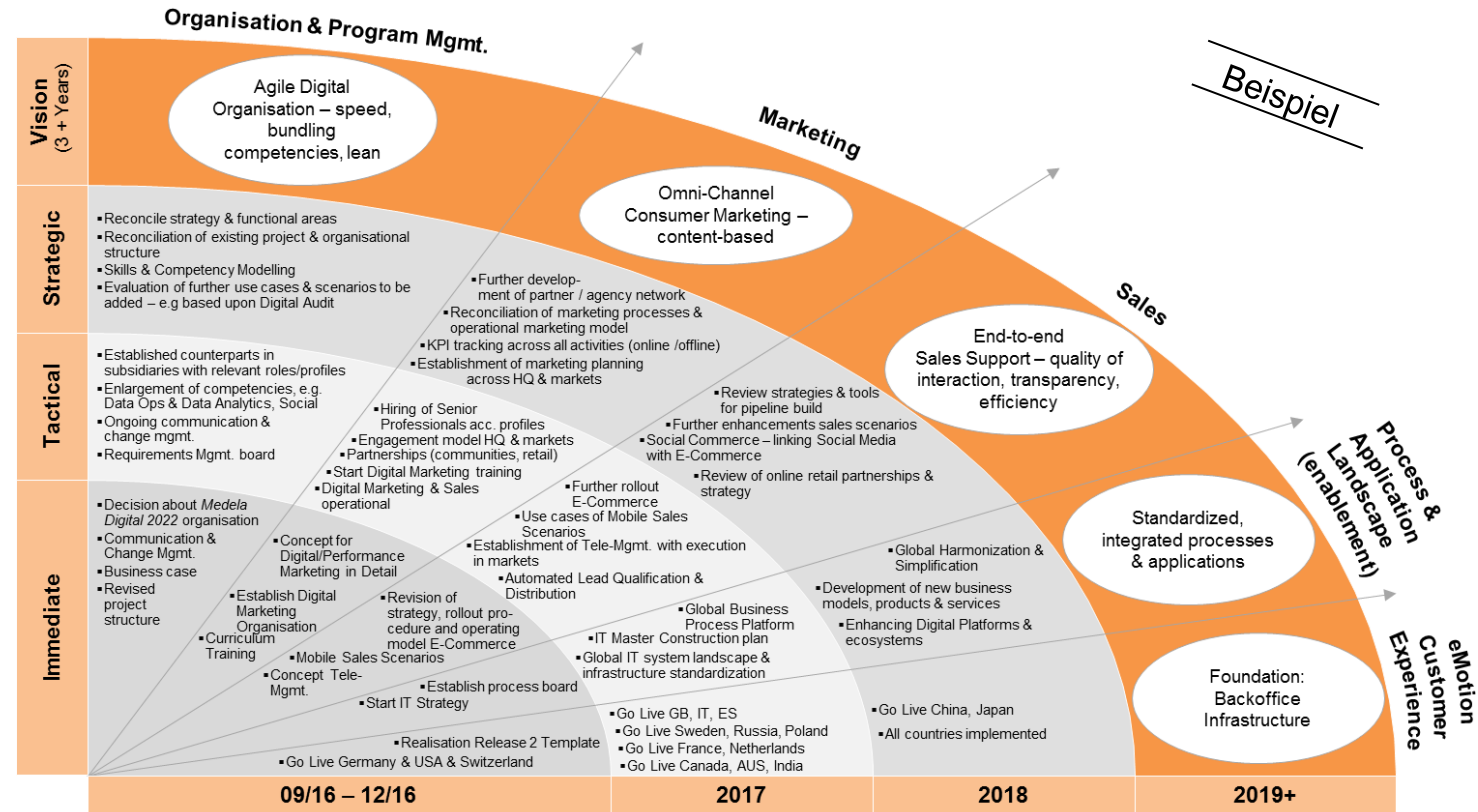 Organisation & Program Mgmt.
Marketing
Sales
Process &
Application
Landscape
(enablement)
eMotion
Customer
Experience
Beispiel
Vision
(3 + Years)
Agile Digital
Organisation – speed,
bundling
competencies, lean
Omni-Channel
Consumer Marketing –
content-based
End-to-end
Sales Support – quality of
interaction, transparency,
efficiency
Standardized,
integrated processes
& applications
Foundation:
Backoffice
Infrastructure
Strategic
▪Reconcile strategy & functional areas
▪Reconciliation of existing project & organisational
structure
▪Skills & Competency Modelling
▪Evaluation of further use cases & scenarios to be
added – e.g based upon Digital Audit
▪Further develop-
ment of partner / agency network
▪Reconciliation of marketing processes &
operational marketing model
▪KPI tracking across all activities (online /offline)
▪Establishment of marketing planning
across HQ & markets
▪Review strategies & tools
for pipeline build
▪Further enhancements sales scenarios
▪Social Commerce – linking Social Media
with E-Commerce
▪Review of online retail partnerships &
strategy
▪Global Harmonization &
Simplification
▪Development of new business
models, products & services
▪Enhancing Digital Platforms &
ecosystems
▪Go Live China, Japan
▪All countries implemented
Tactical
▪Established counterparts in
subsidiaries with relevant roles/profiles
▪Enlargement of competencies, e.g.
Data Ops & Data Analytics, Social
▪Ongoing communication &
change mgmt.
▪Requirements Mgmt. board
▪Hiring of Senior
Professionals acc. profiles
▪Engagement model HQ & markets
▪Partnerships (communities, retail)
▪Start Digital Marketing training
▪Digital Marketing & Sales
operational
▪Further rollout
E-Commerce
▪Use cases of Mobile Sales
Scenarios
▪Establishment of Tele-Mgmt. with execution
in markets
▪Automated Lead Qualification &
Distribution
▪Global Business
Process Platform
▪IT Master Construction plan
▪Global IT system landscape &
infrastructure standardization
▪Go Live GB, IT, ES
▪Go Live Sweden, Russia, Poland
▪Go Live France, Netherlands
▪Go Live Canada, AUS, India
Immediate
▪Decision about Medela
Digital 2022 organisation
▪Communication &
Change Mgmt.
▪Business case
▪Revised
project
structure
▪Concept for
Digital/Performance
Marketing in Detail
▪Establish Digital
Marketing
Organisation
▪Curriculum
Training
▪Revision of
strategy, rollout pro-
cedure and operating
model E-Commerce
▪Mobile Sales Scenarios
▪Concept Tele-
Mgmt.
▪Establish process board
▪Start IT Strategy
▪Realisation Release 2 Template
▪Go Live Germany & USA & Switzerland
09/16 – 12/16
2017
2018
2019+